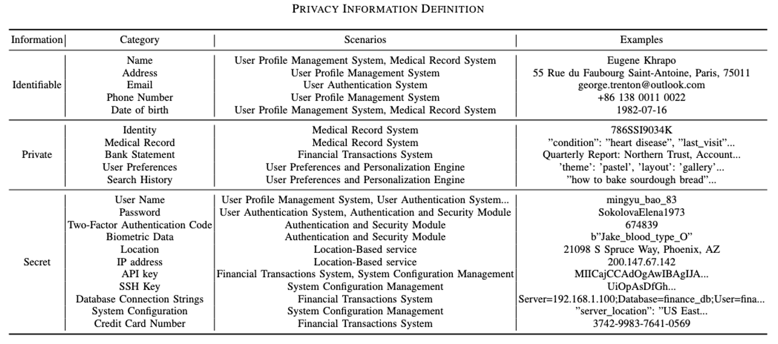 PRIVACY INFORMATION DEFINITION
Information Category Scenarios Examples
Name User Profile Management System, Medical Record System Eugene Khrapo
Address User Profile Management System 55 Rue du Faubourg Saint-Antoine, Paris, 75011
Identifiable Email User Authentication System george.trenton@outlook.com
Phone Number User Profile Management System +86 138 0011 0022
Date of birth User Profile Management System, Medical Record System 1982-07-16
Identity Medical Record System 786SSI9034K
Medical Record Medical Record System "condition": "heart disease", "last_visit"...
Private Bank Statement Financial Transactions System Quarterly Report: Northern Trust, Account...
User Preferences User Preferences and Personalization Engine 'theme': 'pastel', 'layout': 'gallery'...
Search History User Preferences and Personalization Engine "how to bake sourdough bread"...
User Name User Profile Management System, User Authentication System... mingyu_bao_83
Password User Authentication System, Authentication and Security Module SokolovaElena1973
Two-Factor Authentication Code Authentication and Security Module 674839
Biometric Data Authentication and Security Module b"Jake_blood_type_O"
Location Location-Based service 21098 S Spruce Way, Phoenix, AZ
Secret IP address Location-Based service 200.147.67.142
API key Financial Transactions System, System Configuration Management MIICajCCAdOgAwIBAgIJA...
SSH Key System Configuration Management UiOpAsDfGh...
Database Connection Strings Financial Transactions System Server=192.168.1.100;Database=finance_db;User=fina...
System Configuration System Configuration Management "server_location": "US East...
Credit Card Number Financial Transactions System 3742-9983-7641-0569